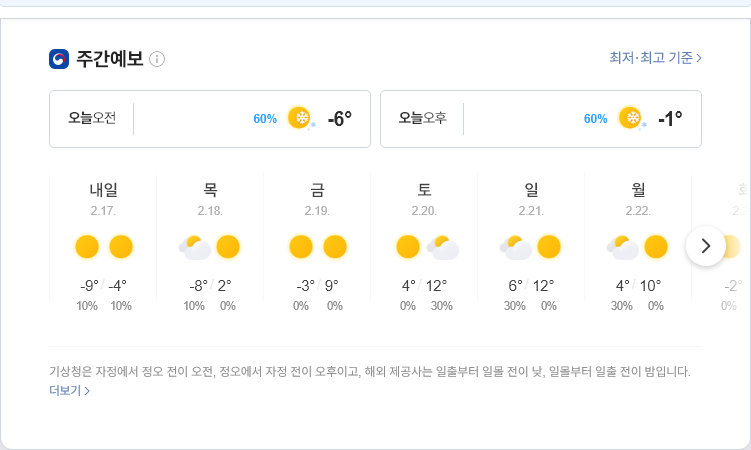 주간예보
최저·최고 기준
오늘오전 60% -6°
오늘오후 60% -1°
내일 목 금 토 일 월
2.17. 2.18. 2.19. 2.20. 2.21. 2.22.
-9°/-4° -8°/2° -3°/9° 4°/12° 6°/12° 4°/10° -2°
10% 10% 10% 0% 0% 0% 0% 30% 30% 0% 30% 0% 0%
기상청은 자정에서 정오 전이 오전, 정오에서 자정 전이 오후이고, 해외 제공사는 일출부터 일몰 전이 낮, 일몰부터 일출 전이 밤입니다.
더보기